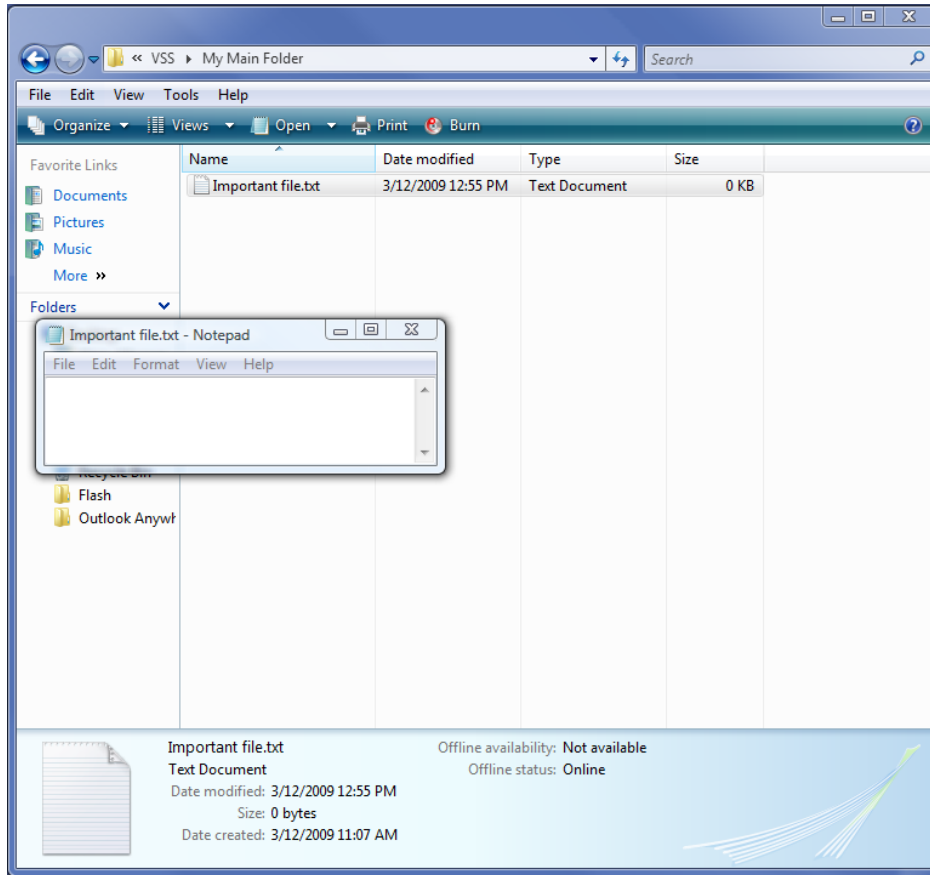 « VSS ▸ My Main Folder
Search
File Edit View Tools Help
Organize Views Open Print Burn
Favorite Links
Name Date modified Type Size
Important file.txt 3/12/2009 12:55 PM Text Document 0 KB
Documents
Pictures
Music
More »
Folders
Important file.txt - Notepad
File Edit Format View Help
Recycle Bin
Flash
Outlook Anywh
Important file.txt
Text Document
Date modified: 3/12/2009 12:55 PM
Size: 0 bytes
Date created: 3/12/2009 11:07 AM
Offline availability: Not available
Offline status: Online